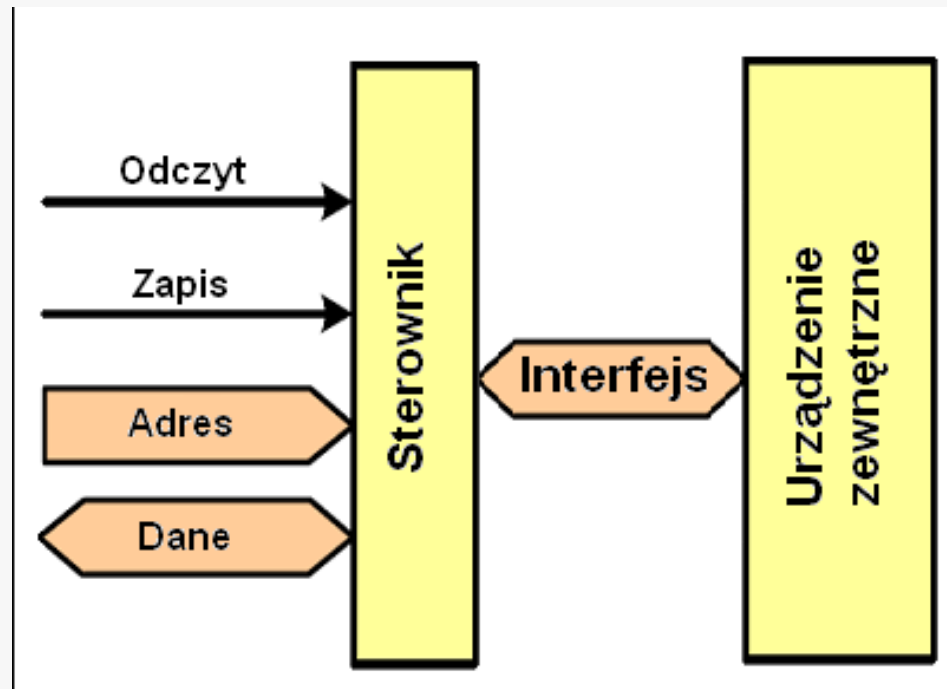 Odczyt
Zapis
Adres
Dane
Sterownik
Interfejs
Urządzenie
zewnętrzne